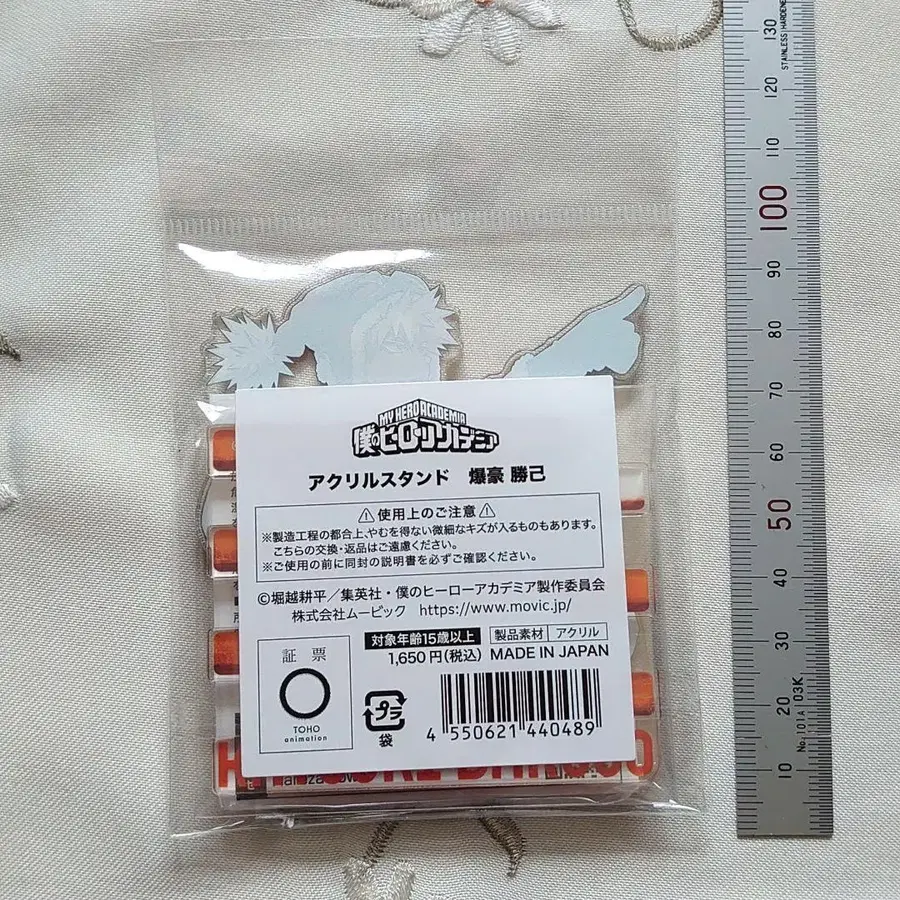 MY HERO ACADEMIA
僕のヒーローアカデミア
アクリルスタンド 爆豪 勝己
⚠使用上のご注意⚠
※製造工程の都合上、やむを得ない微細なキズが入るものもあります。
こちらの交換・返品はご遠慮ください。
※ご使用の前に同封の説明書を必ずご確認ください。
©堀越耕平／集英社・僕のヒーローアカデミア製作委員会
株式会社ムービック https://www.movic.jp/
対象年齢15歳以上 製品素材 アクリル
1,650円(税込) MADE IN JAPAN
証票
TOHO
animation
プラ
袋
4 550621 440489
130
120
110
100
90
80
50
40
30
20
10
STAINLESS HARDENED
No.101A 03K